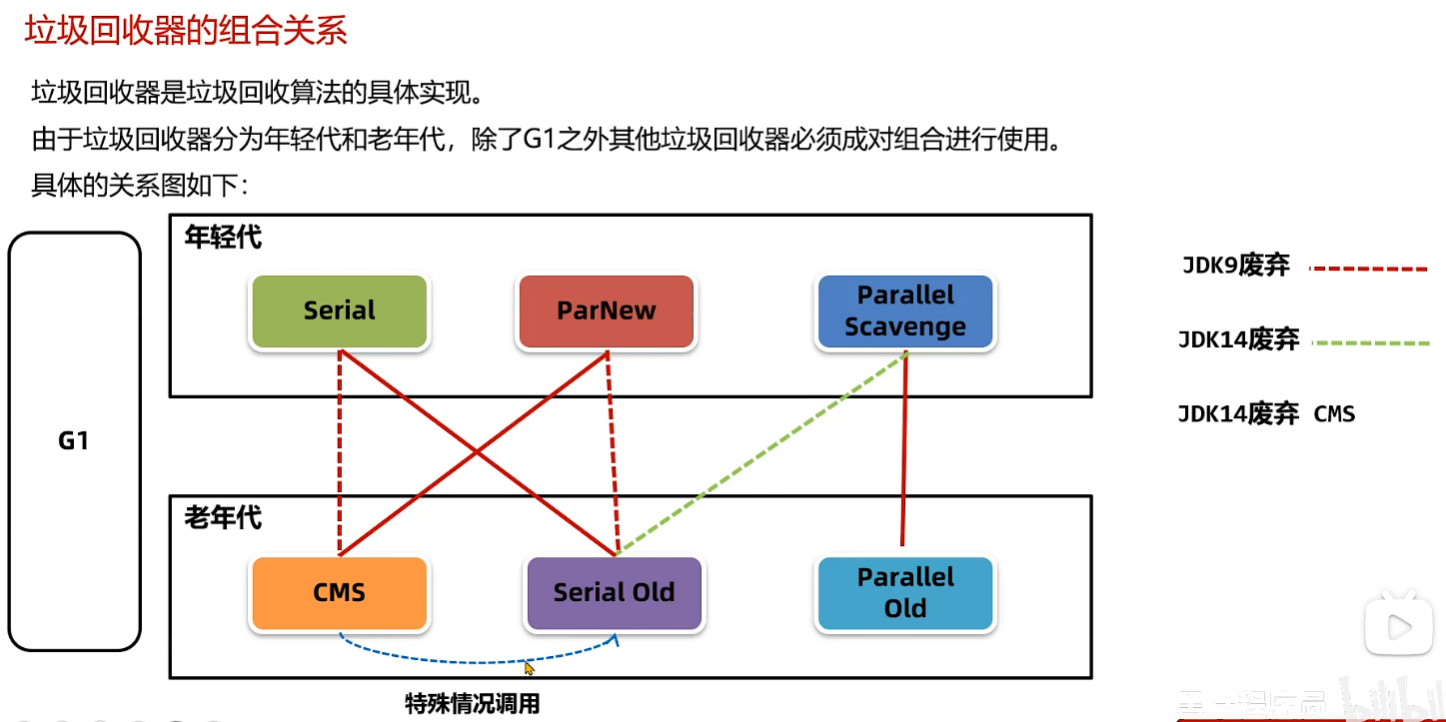 垃圾回收器的组合关系
垃圾回收器是垃圾回收算法的具体实现。
由于垃圾回收器分为年轻代和老年代，除了G1之外其他垃圾回收器必须成对组合进行使用。
具体的关系图如下：
G1
年轻代
Serial
ParNew
Parallel
Scavenge
老年代
CMS
Serial Old
Parallel
Old
特殊情况调用
JDK9废弃
JDK14废弃
JDK14废弃 CMS
bilibili